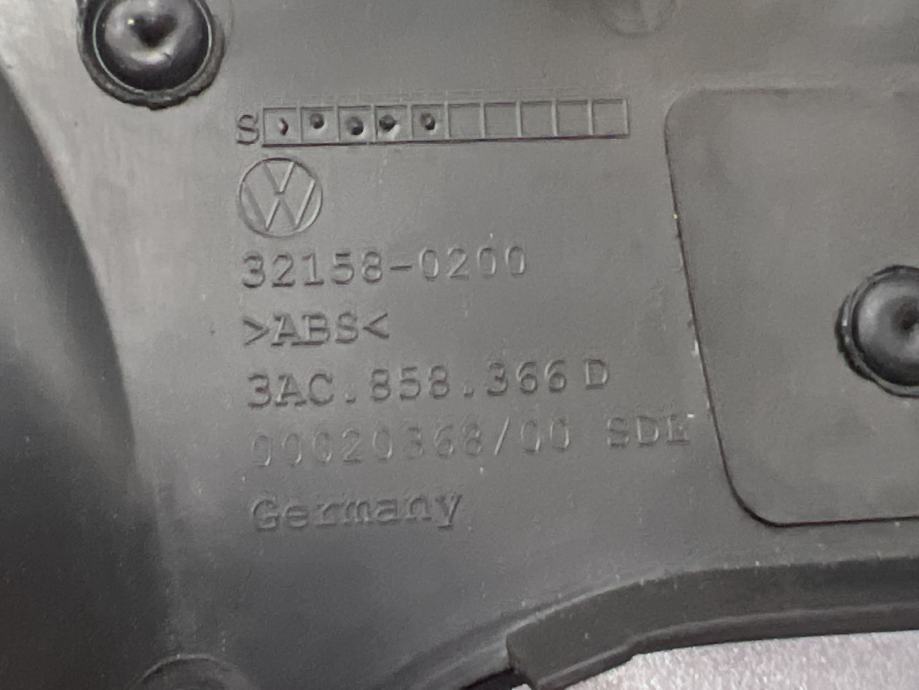 S
32158-0200
>ABS<
3AC.858.366 D
00020368/00 SDE
Germany